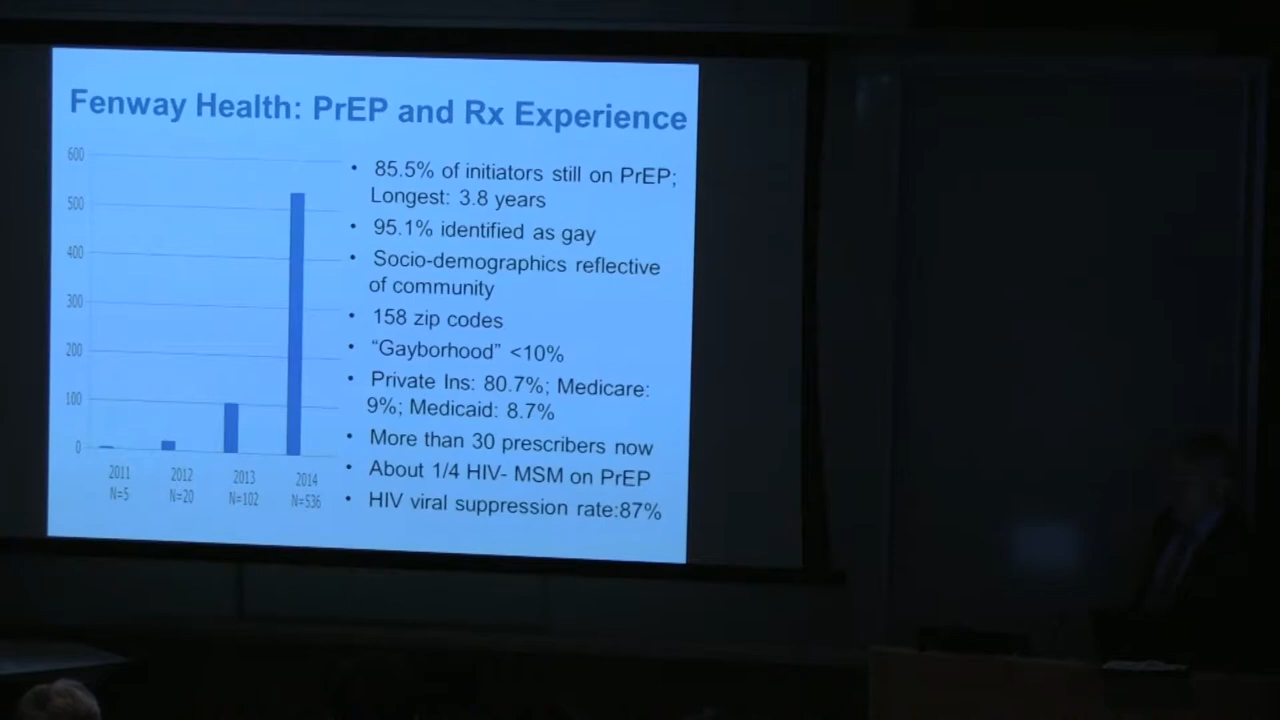 Fenway Health: PrEP and Rx Experience
600
500
400
300
200
100
0
2011
N=5
2012
N=20
2013
N=102
2014
N=536
• 85.5% of initiators still on PrEP;
Longest: 3.8 years
• 95.1% identified as gay
• Socio-demographics reflective
of community
• 158 zip codes
• “Gayborhood” <10%
• Private Ins: 80.7%; Medicare:
9%; Medicaid: 8.7%
• More than 30 prescribers now
• About 1/4 HIV- MSM on PrEP
• HIV viral suppression rate:87%